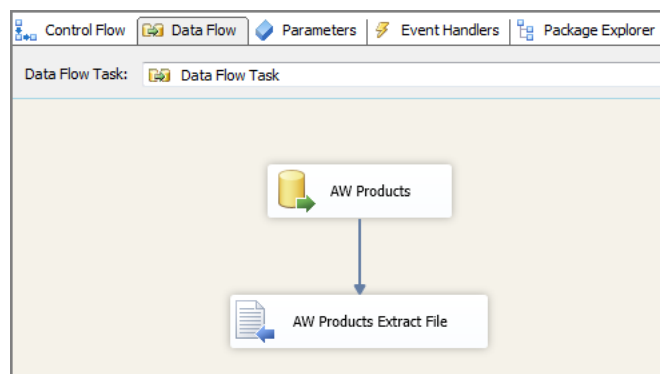 Control Flow Data Flow Parameters Event Handlers Package Explorer
Data Flow Task: Data Flow Task
AW Products
AW Products Extract File